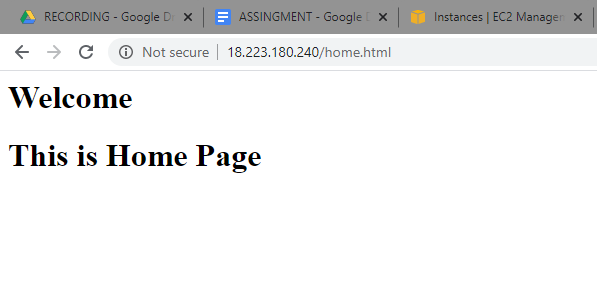 RECORDING - Google Dr
ASSINGMENT - Google D
Instances | EC2 Managem
Not secure | 18.223.180.240/home.html
Welcome
This is Home Page